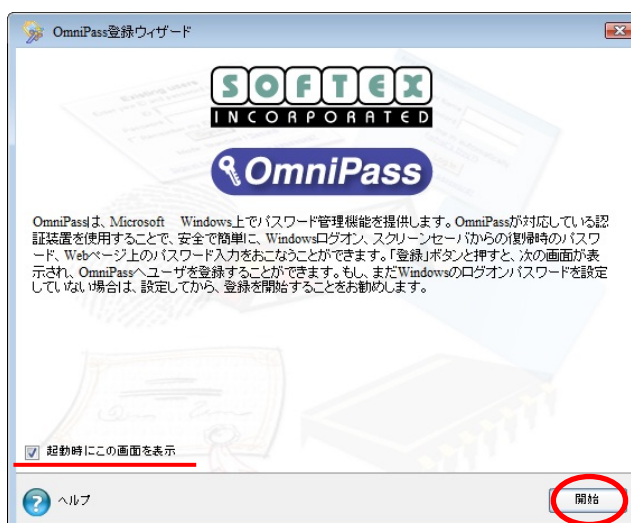 OmniPass登録ウィザード
SOFTEX
INCORPORATED
OmniPass
OmniPassは、Microsoft Windows上でパスワード管理機能を提供します。OmniPassが対応している認
証装置を使用することで、安全で簡単に、Windowsログオン、スクリーンセーバからの復帰時のパスワ
ード、Webページ上のパスワード入力をおこなうことができます。「登録」ボタンと押すと、次の画面が表
示され、OmniPassへユーザを登録することができます。もし、まだWindowsのログオンパスワードを設定
していない場合は、設定してから、登録を開始することをお勧めします。
起動時にこの画面を表示
ヘルプ
開始